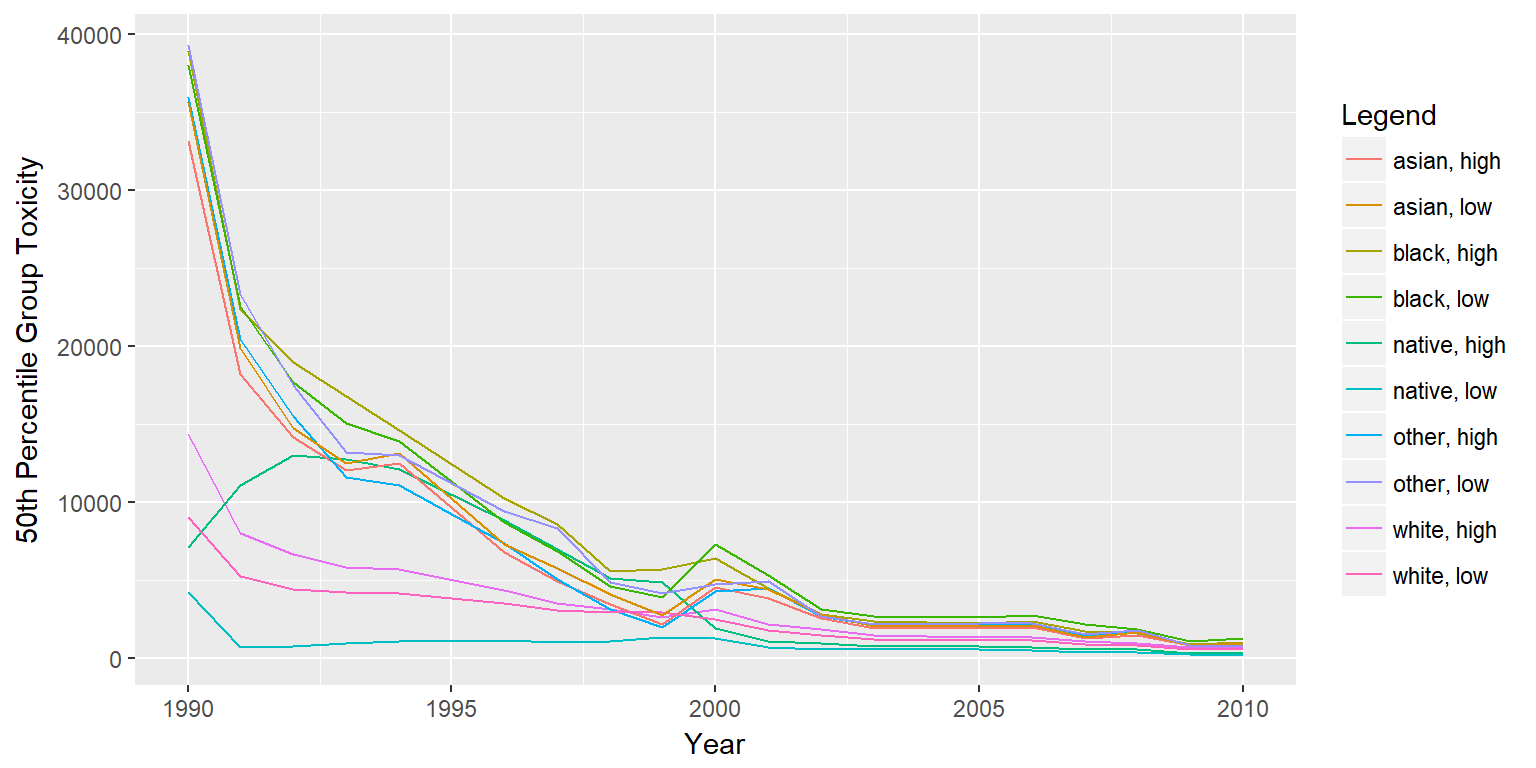 50th Percentile Group Toxicity
40000
30000
20000
10000
0
1990
1995
2000
2005
2010
Year
Legend
asian, high
asian, low
black, high
black, low
native, high
native, low
other, high
other, low
white, high
white, low